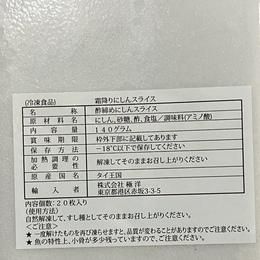 (冷凍食品) 霜降りにしんスライス
名称 酢締めにしんスライス
原材料名 にしん、砂糖、酢、食塩／調味料(アミノ酸)
内容量 140グラム
賞味期限 枠外下部に記載してあります
保存方法 －18℃以下で保存してください
加熱調理の必要性 解凍してそのままお召し上がりください
原産国名 タイ王国
輸入者 株式会社 極洋
東京都港区赤坂3-3-5
内容個数:20枚入り
(使用方法)
自然解凍して、すし種としてそのままお召し上がりください。
<ご注意>
★一度解けたものを再び凍らせますと、品質が変わることがありますのでご注意ください
★魚の特性上、小骨が多少残っていますので、ご注意ください。